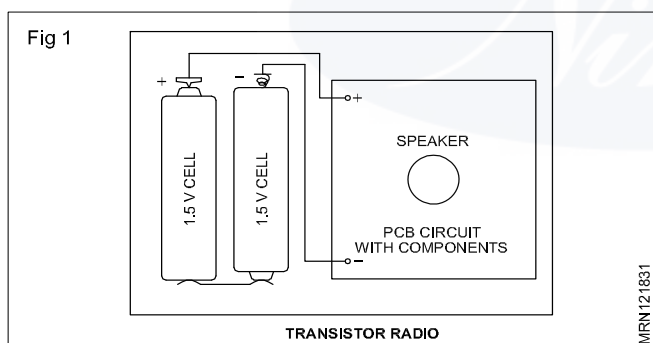 Fig 1
+
−
1.5 V CELL
1.5 V CELL
+
SPEAKER
PCB CIRCUIT
WITH COMPONENTS
−
TRANSISTOR RADIO
MRN121831